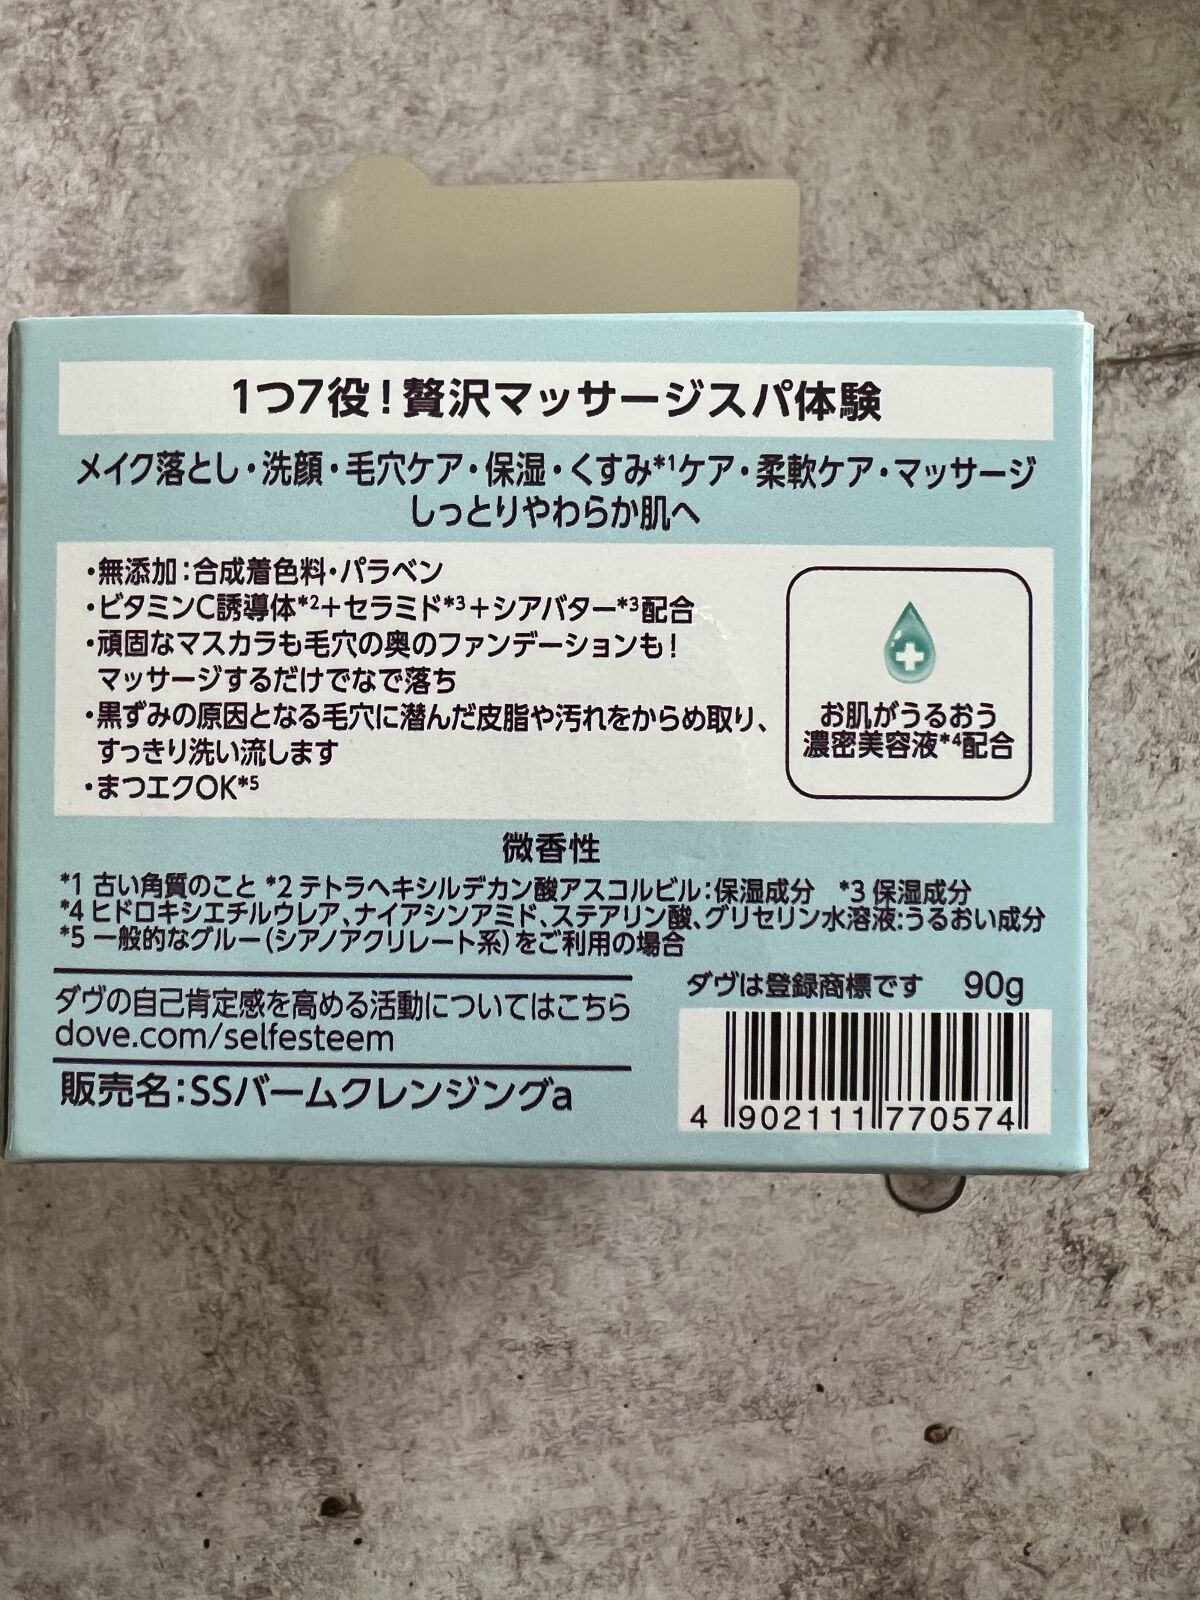 1つ7役！贅沢マッサージスパ体験
メイク落とし・洗顔・毛穴ケア・保湿・くすみ*1ケア・柔軟ケア・マッサージ
しっとりやわらか肌へ
・無添加：合成着色料・パラベン
・ビタミンC誘導体*2＋セラミド*3＋シアバター*3配合
・頑固なマスカラも毛穴の奥のファンデーションも！
マッサージするだけでなで落ち
・黒ずみの原因となる毛穴に潜んだ皮脂や汚れをからめ取り、
すっきり洗い流します
・まつエクOK*5
お肌がうるおう
濃密美容液*4配合
微香性
*1 古い角質のこと *2 テトラヘキシルデカン酸アスコルビル：保湿成分 *3 保湿成分
*4 ヒドロキシエチルウレア、ナイアシンアミド、ステアリン酸、グリセリン水溶液：うるおい成分
*5 一般的なグルー（シアノアクリレート系）をご利用の場合
ダヴの自己肯定感を高める活動についてはこちら
dove.com/selfesteem
販売名：SSバームクレンジングa
ダヴは登録商標です 90g
4 902111 770574